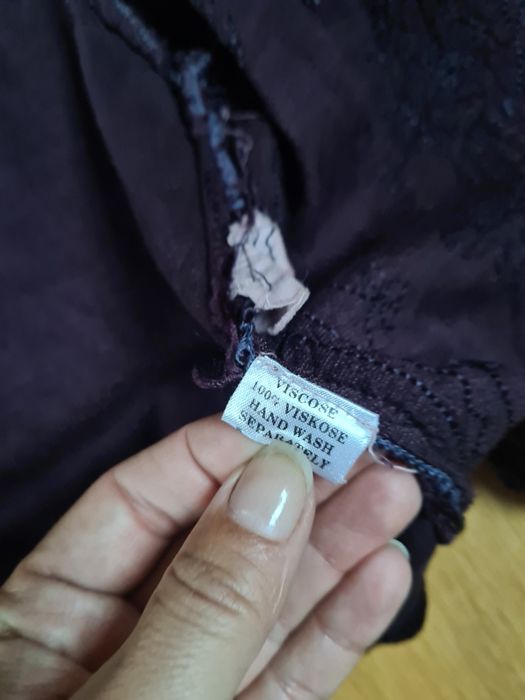 VISCOSE
100% VISKOSE
HAND WASH
SEPARATELY